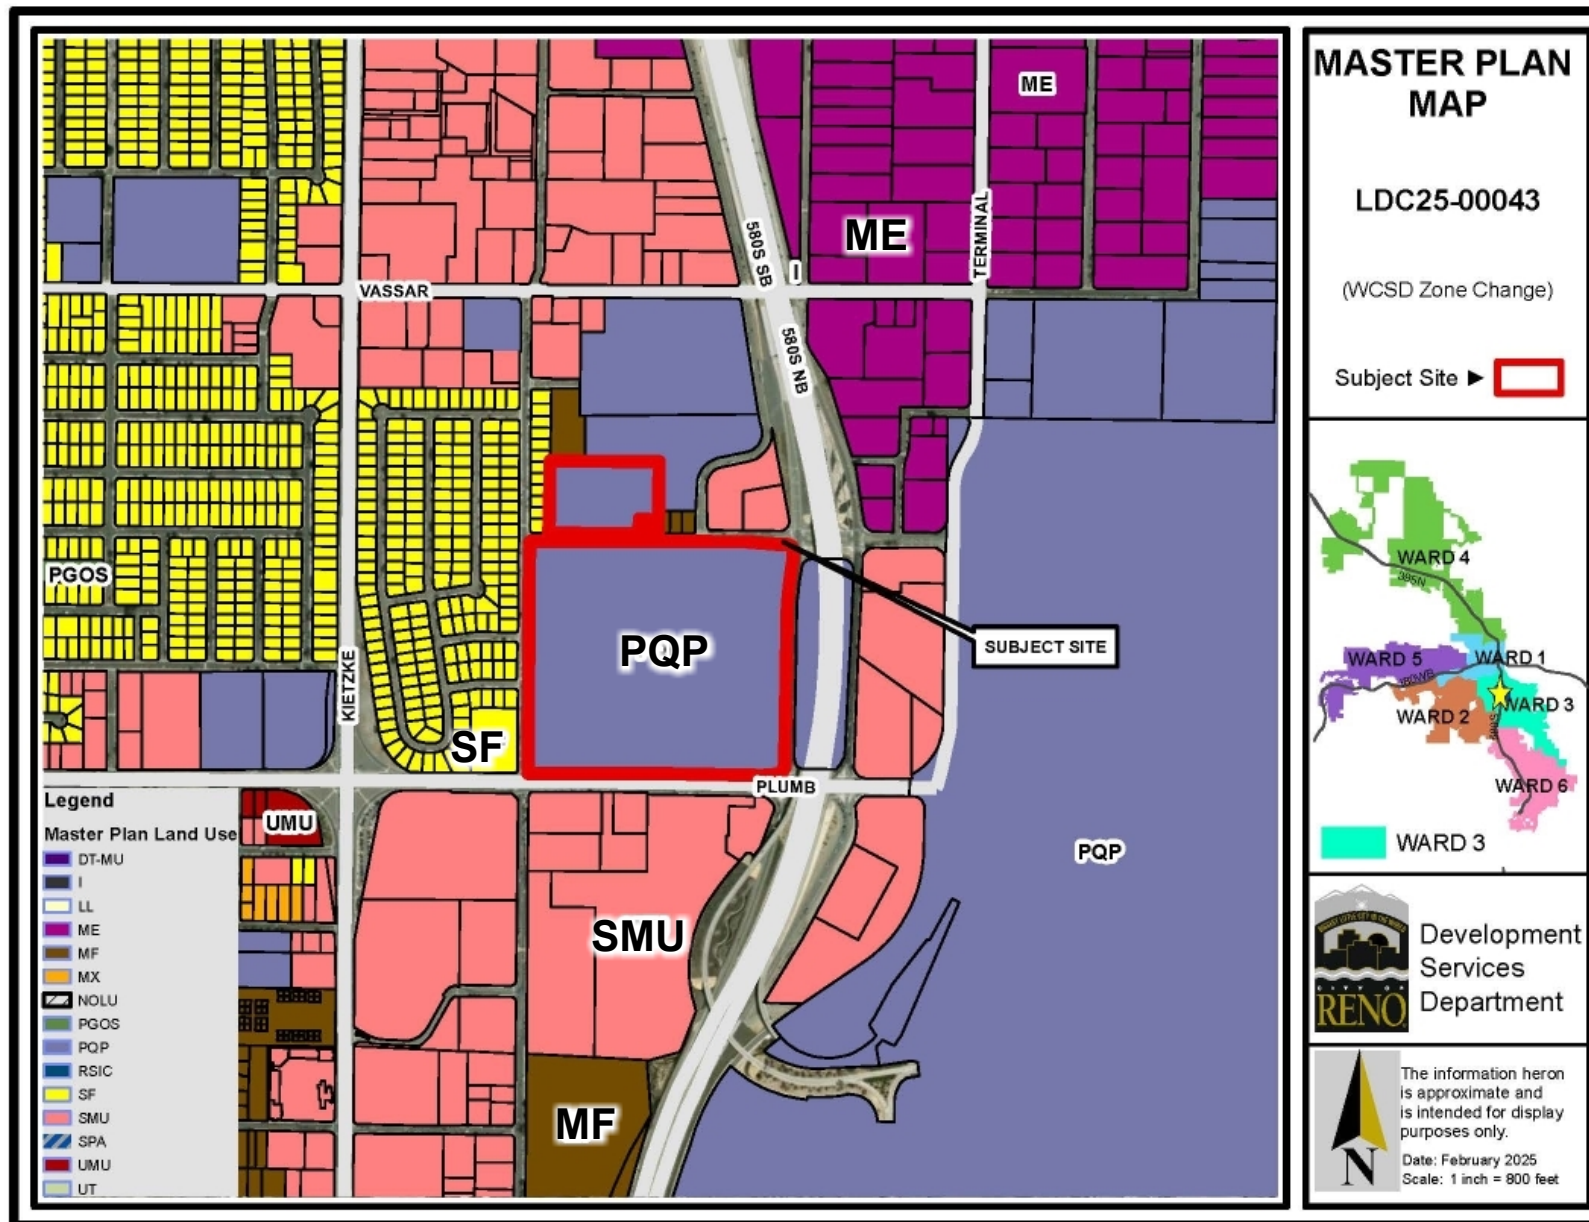 ME
ME
580S SB
TERMINAL
I
VASSAR
580S NB
PGOS
KIETZKE
PQP
SUBJECT SITE
SF
PLUMB
UMU
PQP
SMU
MF
Legend
Master Plan Land Use
DT-MU
I
LL
ME
MF
MX
NOLU
PGOS
PQP
RSIC
SF
SMU
SPA
UMU
UT
MASTER PLAN
MAP
LDC25-00043
(WCSD Zone Change)
Subject Site ►
WARD 4
395N
WARD 5
WARD 1
I80WB
WARD 3
WARD 2
WARD 6
WARD 3
CITY OF
RENO
Development
Services
Department
N
The information heron
is approximate and
is intended for display
purposes only.
Date: February 2025
Scale: 1 inch = 800 feet